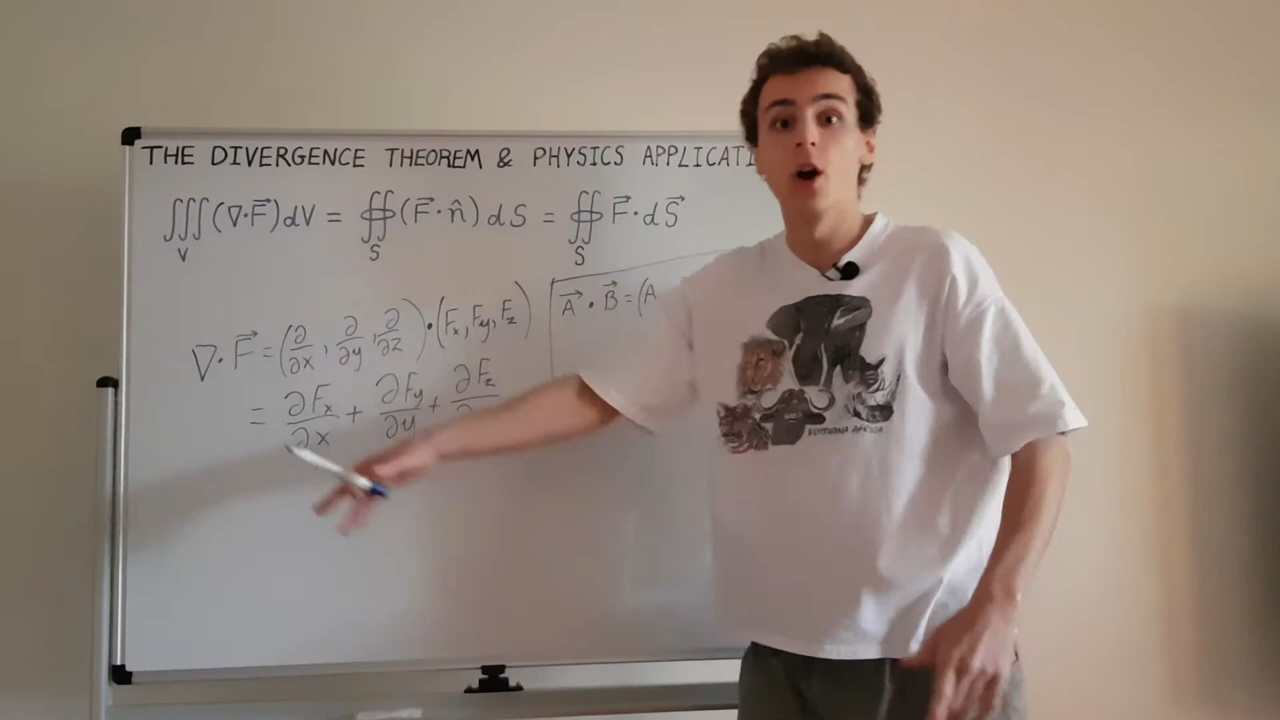 THE DIVERGENCE THEOREM & PHYSICS APPLICATI
∭(∇·F⃗)dV = ∯(F⃗·n̂) dS = ∯ F⃗·dS⃗
V S S
∇·F⃗ = (∂/∂x, ∂/∂y, ∂/∂z)·(Fx, Fy, Fz)
A⃗ · B⃗ = (A
= ∂Fx/∂x + ∂Fy/∂y + ∂Fz/∂